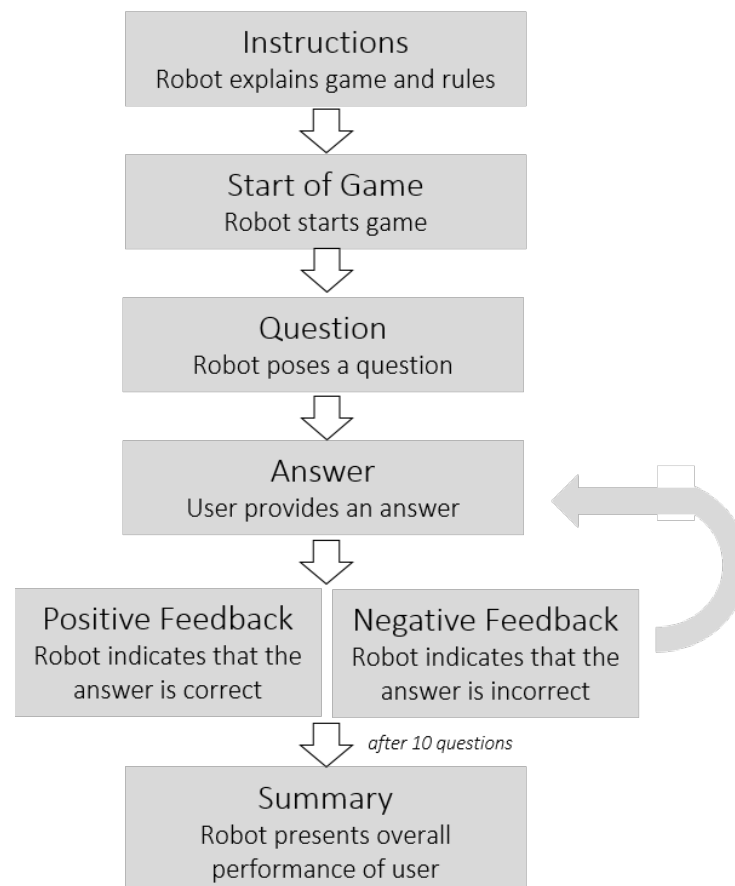 Instructions
Robot explains game and rules
Start of Game
Robot starts game
Question
Robot poses a question
Answer
User provides an answer
Positive Feedback
Robot indicates that the
answer is correct
Negative Feedback
Robot indicates that the
answer is incorrect
after 10 questions
Summary
Robot presents overall
performance of user